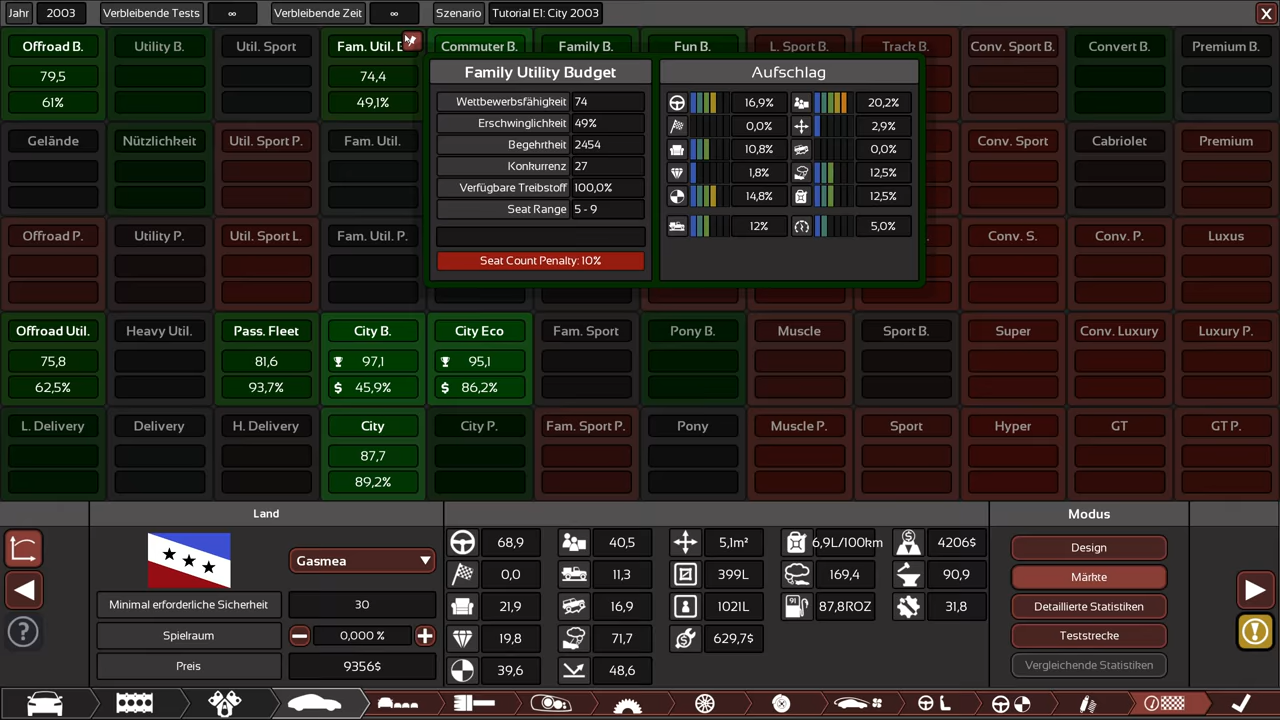 Jahr 2003 Verbleibende Tests ∞ Verbleibende Zeit ∞ Szenario Tutorial E1: City 2003
Offroad B. Utility B. Util. Sport Fam. Util. B Commuter B. Family B. Fun B. L. Sport B. Track B. Conv. Sport B. Convert B. Premium B.
79,5 74,4
61% 49,1%
Family Utility Budget
Wettbewerbsfähigkeit 74
Erschwinglichkeit 49%
Begehrtheit 2454
Konkurrenz 27
Verfügbare Treibstoff 100,0%
Seat Range 5 - 9
Seat Count Penalty: 10%
Aufschlag
16,9% 20,2%
0,0% 2,9%
10,8% 0,0%
1,8% 12,5%
14,8% 12,5%
12% 5,0%
Gelände Nützlichkeit Util. Sport P. Fam. Util. Conv. Sport Cabriolet Premium
Offroad P. Utility P. Util. Sport L. Fam. Util. P. Conv. S. Conv. P. Luxus
Offroad Util. Heavy Util. Pass. Fleet City B. City Eco Fam. Sport Pony B. Muscle Sport B. Super Conv. Luxury Luxury P.
75,8 81,6 97,1 95,1
62,5% 93,7% $ 45,9% $ 86,2%
L. Delivery Delivery H. Delivery City City P. Fam. Sport P. Pony Muscle P. Sport Hyper GT GT P.
87,7
89,2%
Land
Gasmea
Minimal erforderliche Sicherheit 30
Spielraum 0,000 %
Preis 9356$
68,9 40,5 5,1m² 6,9L/100km 4206$
0,0 11,3 399L 169,4 90,9
21,9 16,9 1021L 91 87,8ROZ 31,8
19,8 71,7 629,7$
39,6 48,6
Modus
Design
Märkte
Detaillierte Statistiken
Teststrecke
Vergleichende Statistiken